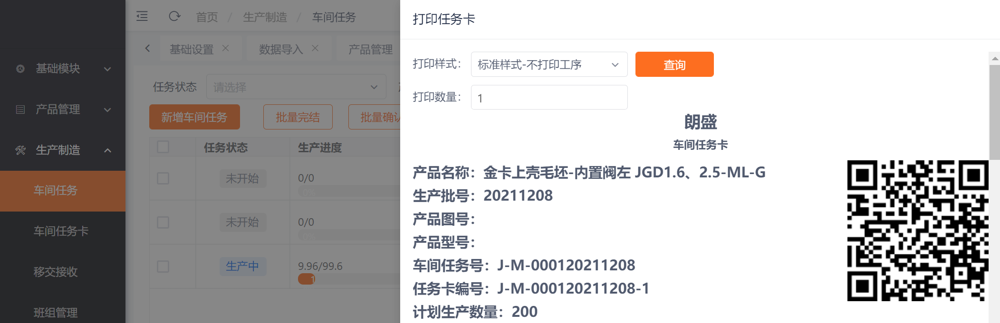 首页 / 生产制造 / 车间任务
基础设置 ×
数据导入 ×
产品管理
基础模块
产品管理
生产制造
车间任务
车间任务卡
移交接收
班组管理
任务状态 请选择
新增车间任务
批量完结
批量确认
任务状态 生产进度
未开始 0/0
0%
未开始 0/0
0%
生产中 9.96/99.6
1
打印任务卡
打印样式: 标准样式-不打印工序 查询
打印数量: 1
朗盛
车间任务卡
产品名称：金卡上壳毛坯-内置阀左 JGD1.6、2.5-ML-G
生产批号：20211208
产品图号：
产品型号：
车间任务号：J-M-000120211208
任务卡编号：J-M-000120211208-1
计划生产数量：200